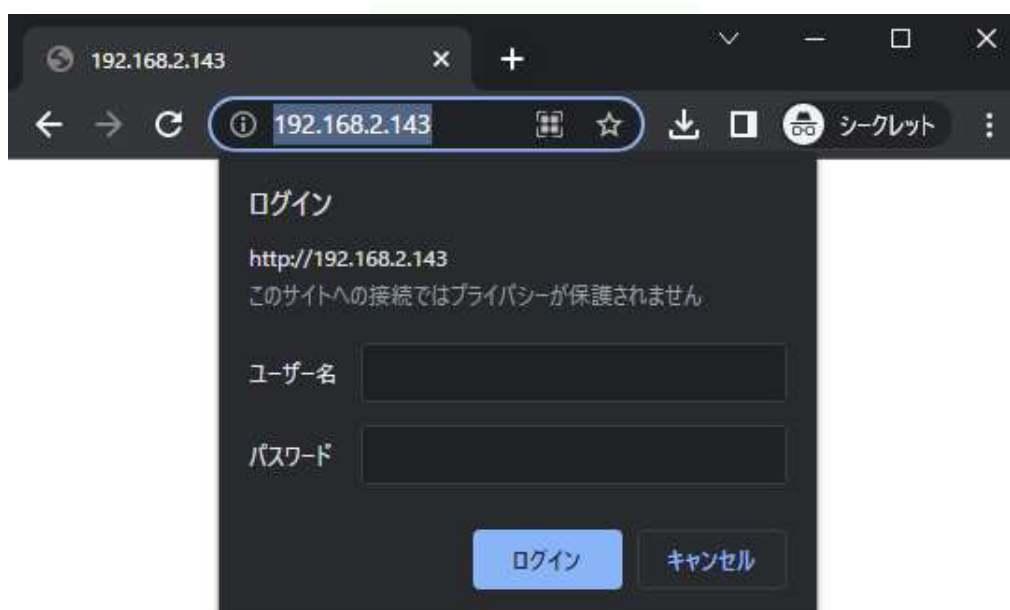 192.168.2.143
192.168.2.143
シークレット
ログイン
http://192.168.2.143
このサイトへの接続ではプライバシーが保護されません
ユーザー名
パスワード
ログイン
キャンセル